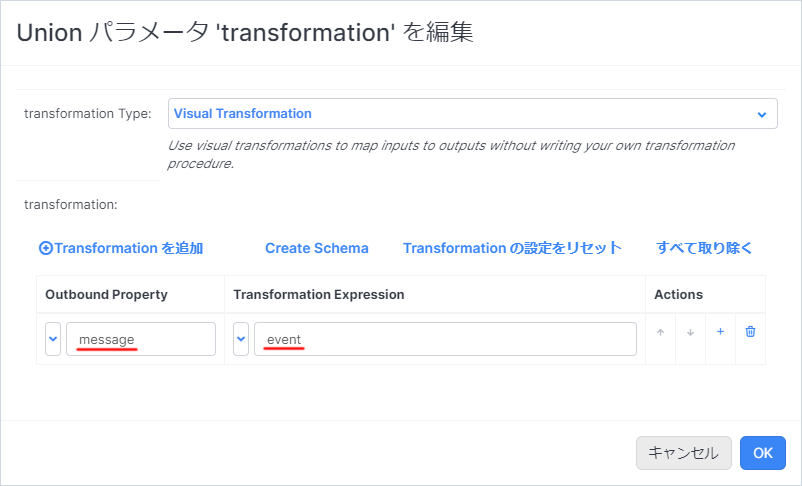 Union パラメータ 'transformation' を編集
transformation Type:
Visual Transformation
Use visual transformations to map inputs to outputs without writing your own transformation
procedure.
transformation:
Transformation を追加 Create Schema Transformation の設定をリセット すべて取り除く
Outbound Property Transformation Expression Actions
message event
キャンセル OK